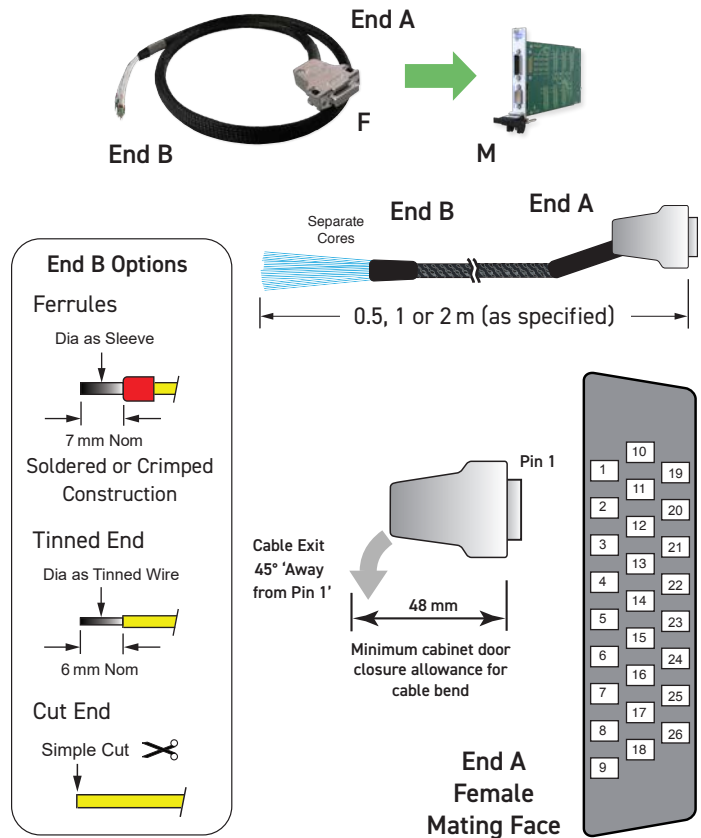 End A
F
End B
M
Separate
Cores
End B
End A
0.5, 1 or 2 m (as specified)
End B Options
Ferrules
Dia as Sleeve
7 mm Nom
Soldered or Crimped
Construction
Tinned End
Dia as Tinned Wire
6 mm Nom
Cut End
Simple Cut
Pin 1
Cable Exit
45° ‘Away
from Pin 1’
48 mm
Minimum cabinet door
closure allowance for
cable bend
10
1
19
11
2
20
12
3
21
13
4
22
14
5
23
15
6
24
16
7
25
17
8
26
18
9
End A
Female
Mating Face